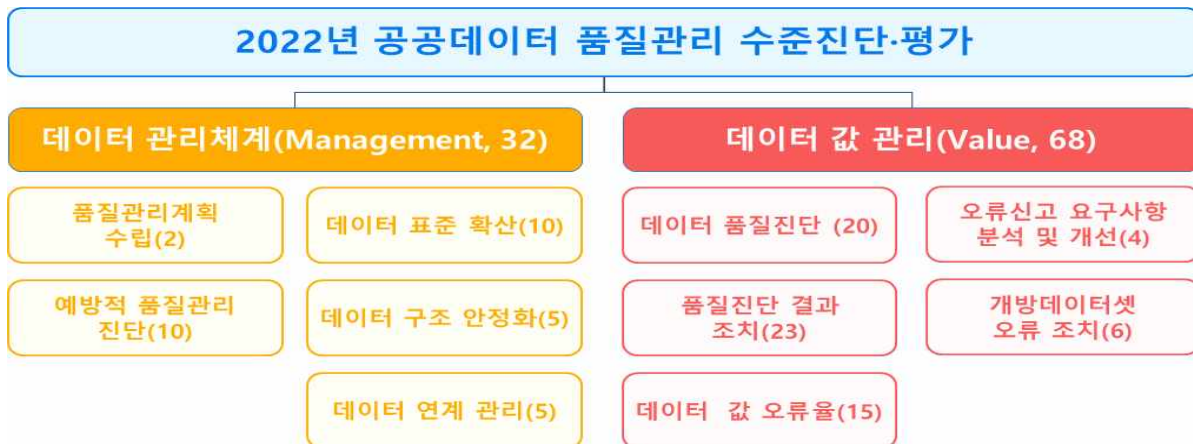 2022년 공공데이터 품질관리 수준진단·평가
데이터 관리체계(Management, 32)
데이터 값 관리(Value, 68)
품질관리계획
수립(2)
데이터 표준 확산(10)
데이터 품질진단 (20)
오류신고 요구사항
분석 및 개선(4)
예방적 품질관리
진단(10)
데이터 구조 안정화(5)
품질진단 결과
조치(23)
개방데이터셋
오류 조치(6)
데이터 연계 관리(5)
데이터 값 오류율(15)